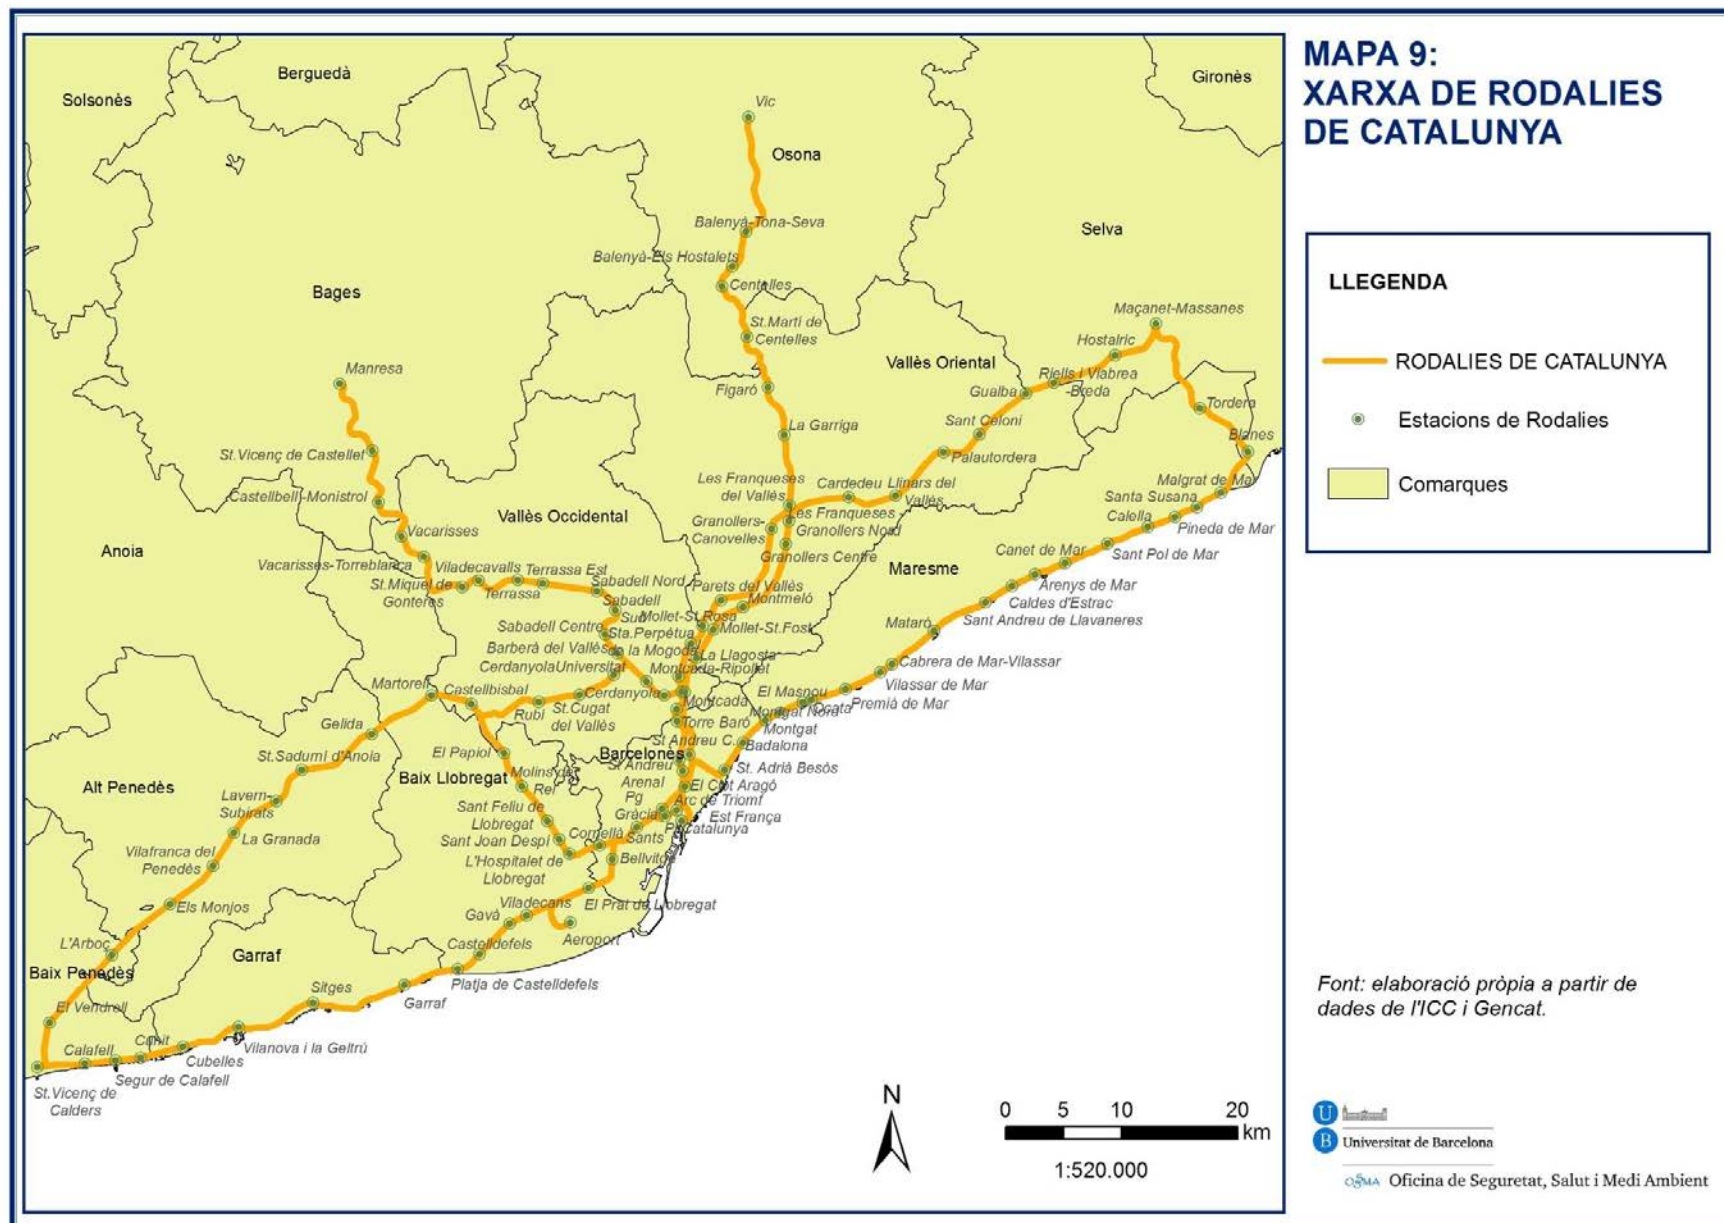 MAPA 9:
XARXA DE RODALIES
DE CATALUNYA
LLEGENDA
RODALIES DE CATALUNYA
Estacions de Rodalies
Comarques
Berguedà
Solsonès
Gironès
Vic
Osona
Balenyà-Tona-Seva
Selva
Balenyà-Els Hostalets
Centelles
Bages
Maçanet-Massanes
St.Martí de
Centelles
Hostalric
Vallès Oriental
Manresa
Riells i Viabrea
-Breda
Figaró
Gualba
Tordera
Sant Celoni
La Garriga
Blanes
St.Vicenç de Castellet
Palautordera
Les Franqueses
del Vallès
Cardedeu
Llinars del
Vallès
Malgrat de Mar
Castellbell-Monistrol
Santa Susana
Vallès Occidental
Les Franqueses -
Granollers Nord
Calella
Pineda de Mar
Granollers-
Canovelles
Vacarisses
Anoia
Granollers Centre
Canet de Mar
Sant Pol de Mar
Vacarisses-Torreblança
Viladecavalls
Terrassa Est
Maresme
St.Miquel de
Gonteres
Terrassa
Sabadell Nord
Parets del Vallès
Arenys de Mar
Montmeló
Caldes d'Estrac
Sabadell
Sud
Mollet-St.Rosa
Sant Andreu de Llavaneres
Mataró
Sabadell Centre
Sta.Perpètua
de la Mogoda
Mollet-St.Fost
Barberà del Vallès
La Llagosta
CerdanyolaUniversitat
Montcada-Ripollet
Cabrera de Mar-Vilassar
Vilassar de Mar
Martorell
Castellbisbal
Cerdanyola
El Masnou
Premià de Mar
Ocata
Rubí
St.Cugat
del Vallès
Montcada
Montgat Nord
Gelida
Torre Baró
Montgat
St Andreu C.
Badalona
El Papiol
Barcelonès
St.Sadurní d'Anoia
St Andreu
Arenal
St. Adrià Besòs
Baix Llobregat
Molins de
Rei
El Clot Aragó
Alt Penedès
Lavern-
Subirats
Pg
Gràcia
Arc de Triomf
Sant Feliu de
Llobregat
Est França
La Granada
Pl Catalunya
Cornellà
Sants
Sant Joan Despí
Vilafranca del
Penedès
L'Hospitalet de
Llobregat
Bellvitge
Els Monjos
Viladecans
El Prat de Llobregat
Gavà
Aeroport
L'Arboç
Castelldefels
Garraf
Baix Penedès
Platja de Castelldefels
Sitges
Garraf
El Vendrell
Cunit
Calafell
Vilanova i la Geltrú
Cubelles
Segur de Calafell
St.Vicenç de
Calders
N
0 5 10 20
km
1:520.000
Font: elaboració pròpia a partir de
dades de l'ICC i Gencat.
U
B
Universitat de Barcelona
OSMA Oficina de Seguretat, Salut i Medi Ambient